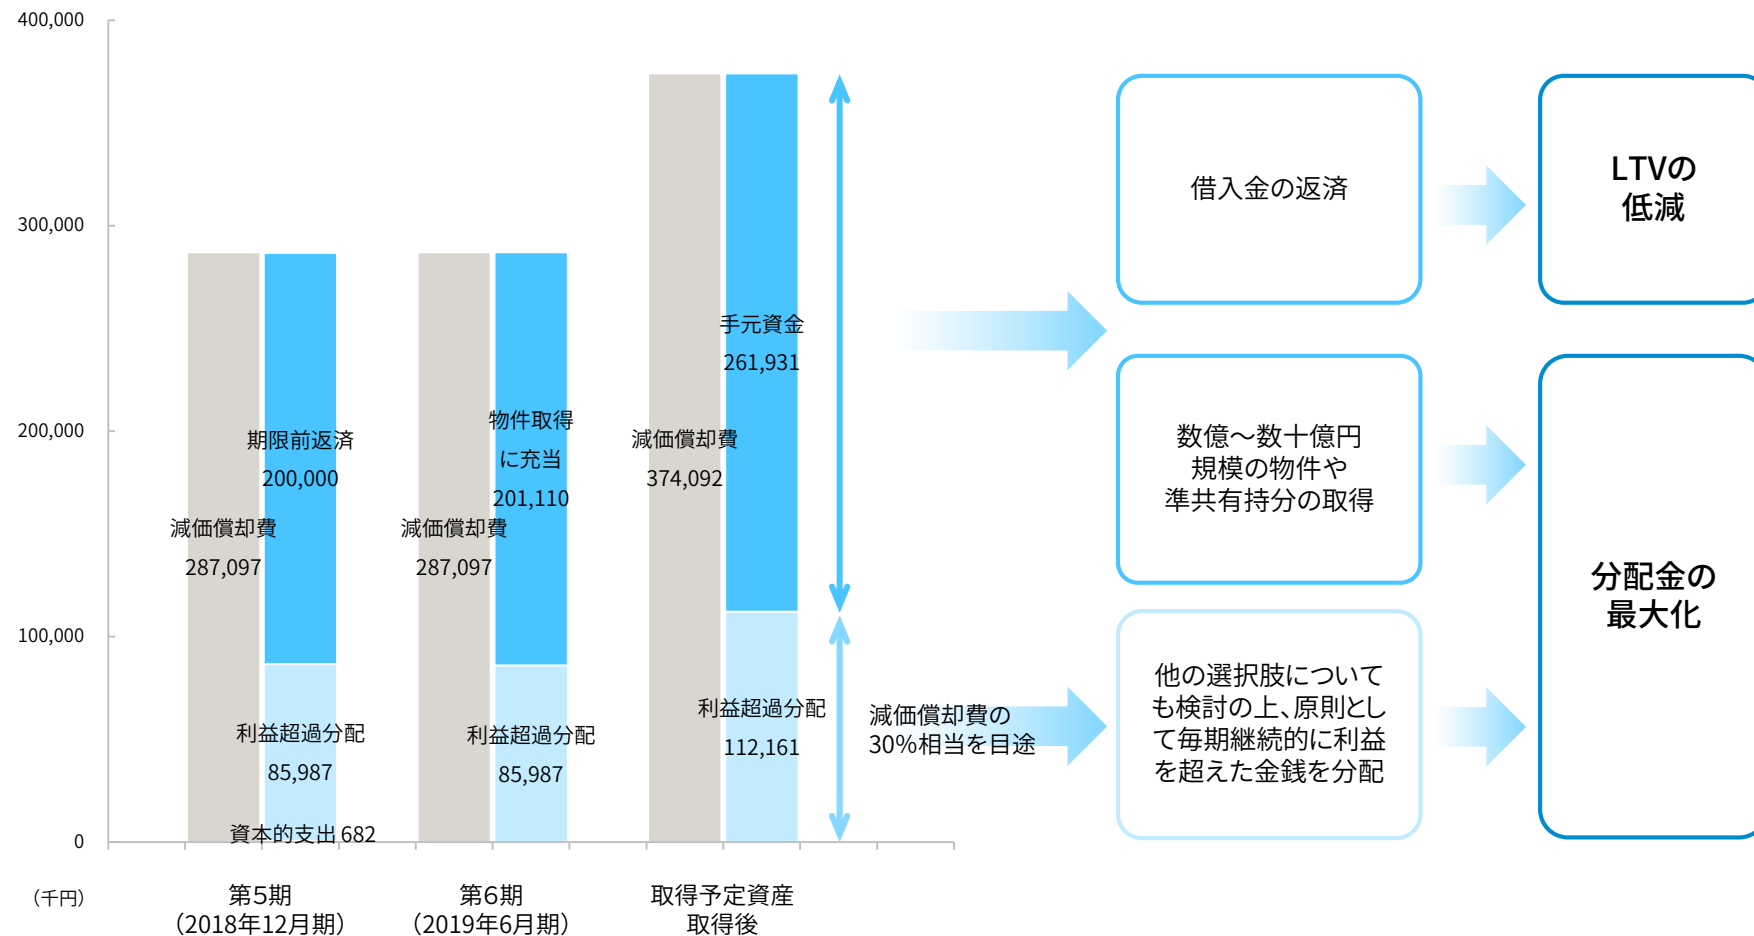 400,000
300,000
200,000
100,000
0
（千円）
減価償却費
287,097
期限前返済
200,000
利益超過分配
85,987
資本的支出 682
第5期
（2018年12月期）
減価償却費
287,097
物件取得
に充当
201,110
利益超過分配
85,987
第6期
（2019年6月期）
減価償却費
374,092
手元資金
261,931
利益超過分配
112,161
取得予定資産
取得後
減価償却費の
30%相当を目途
借入金の返済
LTVの
低減
数億～数十億円
規模の物件や
準共有持分の取得
他の選択肢について
も検討の上、原則とし
て毎期継続的に利益
を超えた金銭を分配
分配金の
最大化